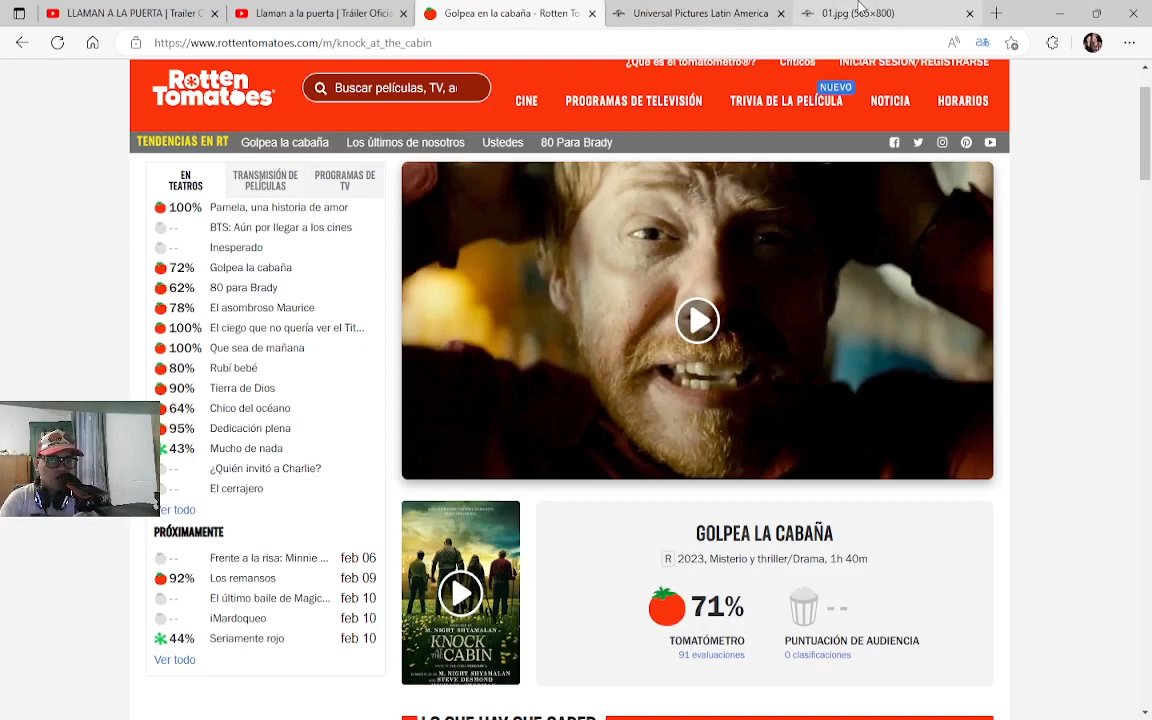 LLAMAN A LA PUERTA | Trailer C
Llaman a la puerta | Tráiler Oficia
Golpea en la cabaña - Rotten To
Universal Pictures Latin America
01.jpg (565×800)
https://www.rottentomatoes.com/m/knock_at_the_cabin
Rotten
Tomatoes
Buscar películas, TV, a
¿Qué es el tomatómetro®?
Críticos
INICIAR SESIÓN/REGISTRARSE
NUEVO
CINE
PROGRAMAS DE TELEVISIÓN
TRIVIA DE LA PELÍCULA
NOTICIA
HORARIOS
TENDENCIAS EN RT
Golpea la cabaña
Los últimos de nosotros
Ustedes
80 Para Brady
EN
TEATROS
TRANSMISIÓN DE
PELÍCULAS
PROGRAMAS DE
TV
100% Pamela, una historia de amor
-- BTS: Aún por llegar a los cines
-- Inesperado
72% Golpea la cabaña
62% 80 para Brady
78% El asombroso Maurice
100% El ciego que no quería ver el Tit...
100% Que sea de mañana
80% Rubí bebé
90% Tierra de Dios
64% Chico del océano
95% Dedicación plena
43% Mucho de nada
-- ¿Quién invitó a Charlie?
-- El cerrajero
er todo
PRÓXIMAMENTE
-- Frente a la risa: Minnie ... feb 06
92% Los remansos feb 09
-- El último baile de Magic... feb 10
-- iMardoqueo feb 10
44% Seriamente rojo feb 10
Ver todo
M. NIGHT SHYAMALAN
KNOCK
AT THE CABIN
M. NIGHT SHYAMALAN
STEVE DESMOND
GOLPEA LA CABAÑA
R 2023, Misterio y thriller/Drama, 1h 40m
71%
TOMATÓMETRO
91 evaluaciones
--
PUNTUACIÓN DE AUDIENCIA
0 clasificaciones
LO QUE HAY QUE SABER